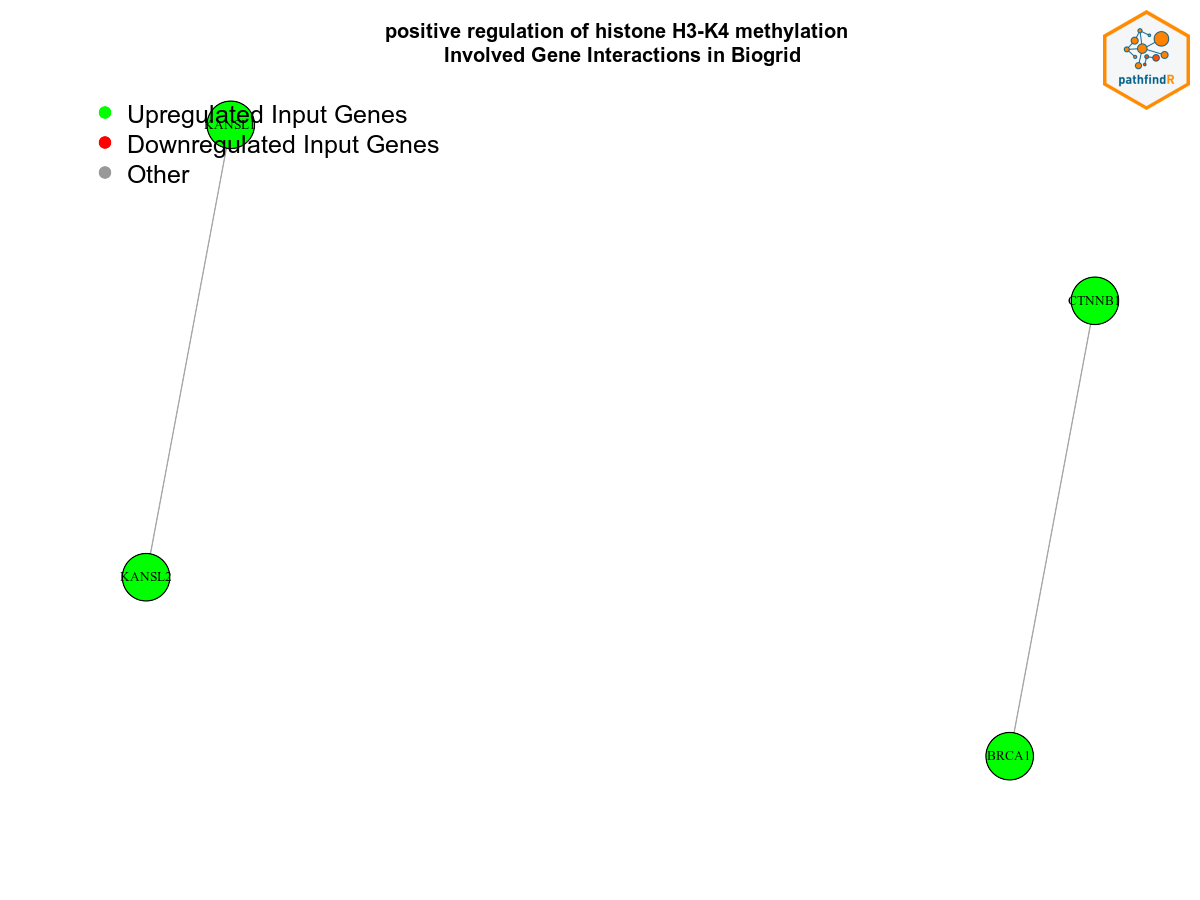 positive regulation of histone H3-K4 methylation
Involved Gene Interactions in Biogrid
pathfindR
Upregulated Input Genes
KANSL1
Downregulated Input Genes
Other
CTNNB1
KANSL2
BRCA1